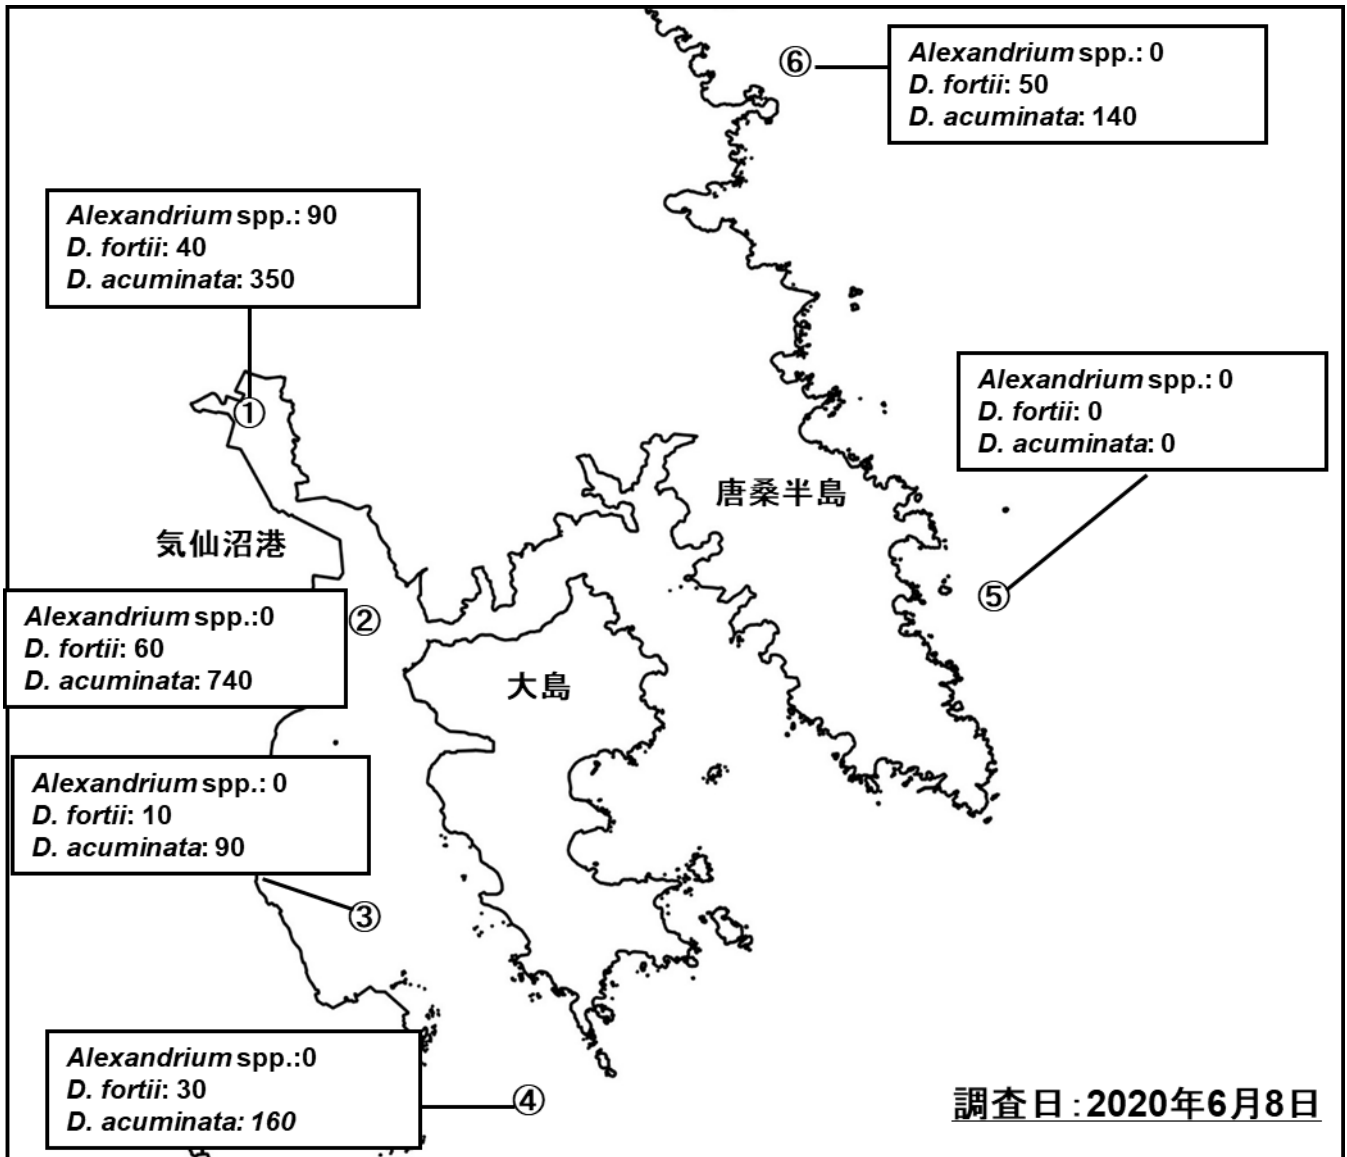 ⑥
Alexandrium spp.: 0
D. fortii: 50
D. acuminata: 140
Alexandrium spp.: 90
D. fortii: 40
D. acuminata: 350
①
Alexandrium spp.: 0
D. fortii: 0
D. acuminata: 0
唐桑半島
気仙沼港
⑤
Alexandrium spp.:0
D. fortii: 60
D. acuminata: 740
②
大島
Alexandrium spp.: 0
D. fortii: 10
D. acuminata: 90
③
Alexandrium spp.:0
D. fortii: 30
D. acuminata: 160
④
調査日:2020年6月8日